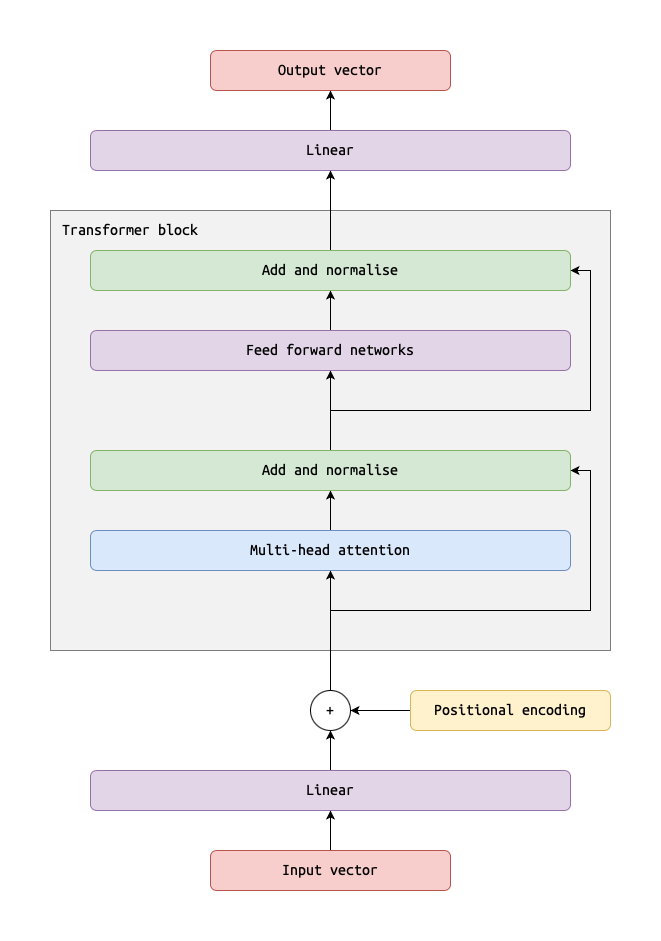 Output vector
Linear
Transformer block
Add and normalise
Feed forward networks
Add and normalise
Multi-head attention
+
Positional encoding
Linear
Input vector